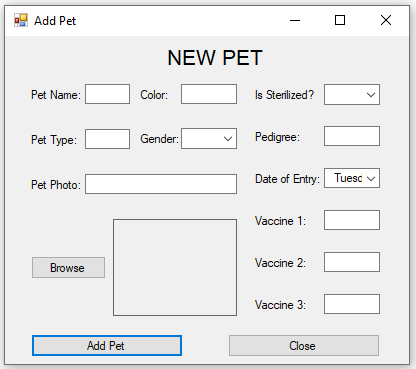 Add Pet
NEW PET
Pet Name: Color: Is Sterilized?
Pet Type: Gender: Pedigree:
Pet Photo: Date of Entry: Tuesd
Vaccine 1:
Browse Vaccine 2:
Vaccine 3:
Add Pet Close